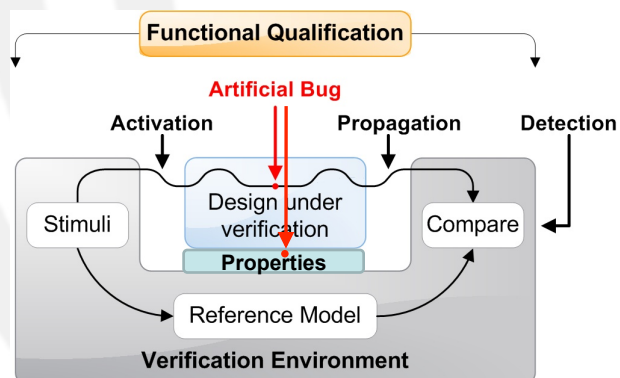 Functional Qualification
Artificial Bug
Activation
Propagation
Detection
Stimuli
Design under
verification
Compare
Properties
Reference Model
Verification Environment